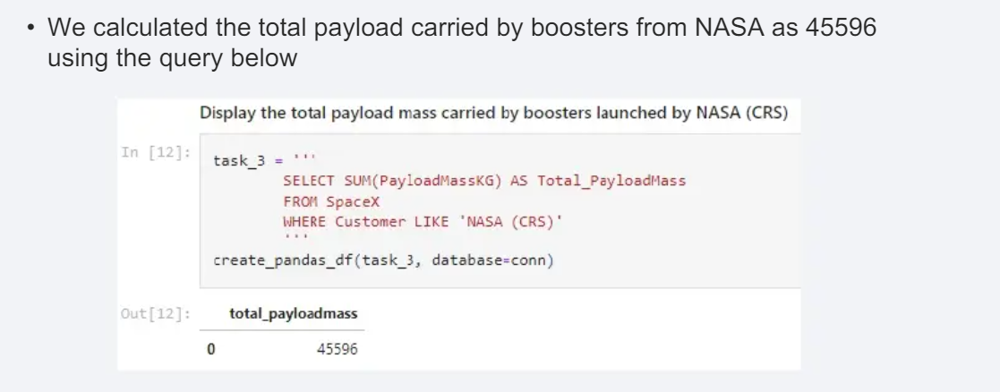 • We calculated the total payload carried by boosters from NASA as 45596
using the query below
Display the total payload mass carried by boosters launched by NASA (CRS)
In [12]:
task_3 = '''
SELECT SUM(PayloadMassKG) AS Total_PayloadMass
FROM SpaceX
WHERE Customer LIKE 'NASA (CRS)'
'''
create_pandas_df(task_3, database=conn)
Out[12]:
total_payloadmass
0 45596